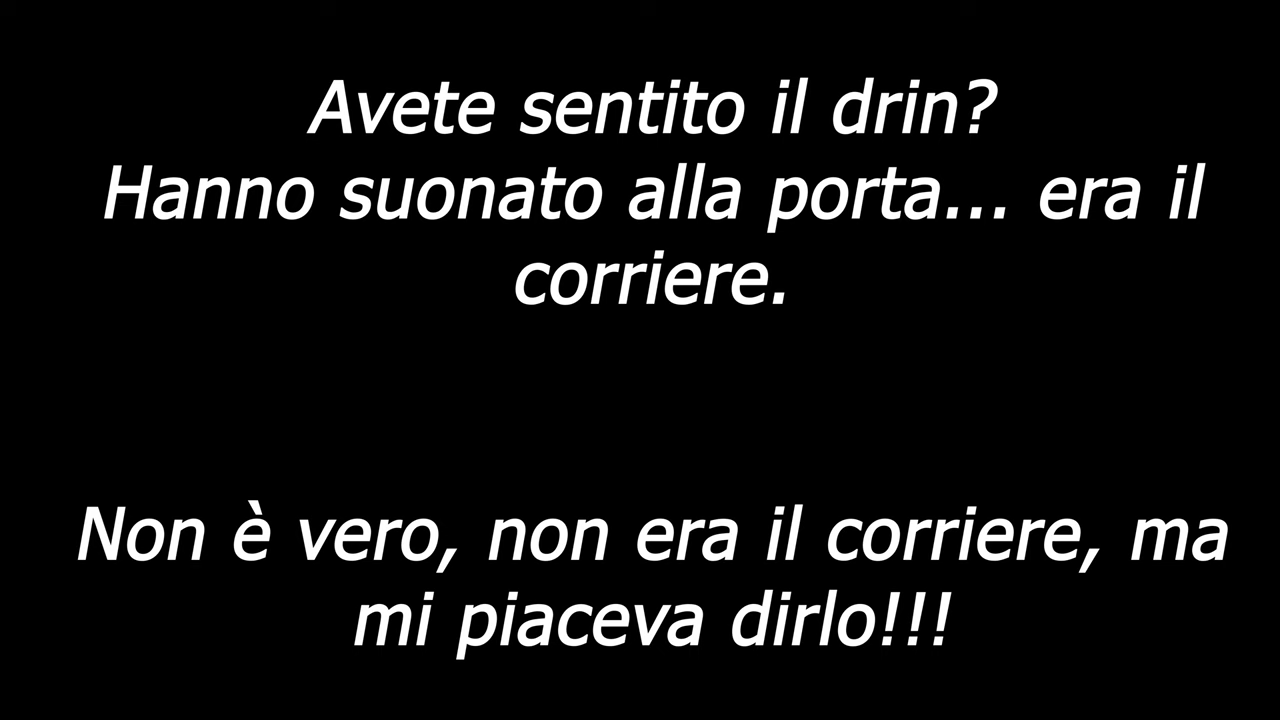 Avete sentito il drin?
Hanno suonato alla porta... era il
corriere.
Non è vero, non era il corriere, ma
mi piaceva dirlo!!!